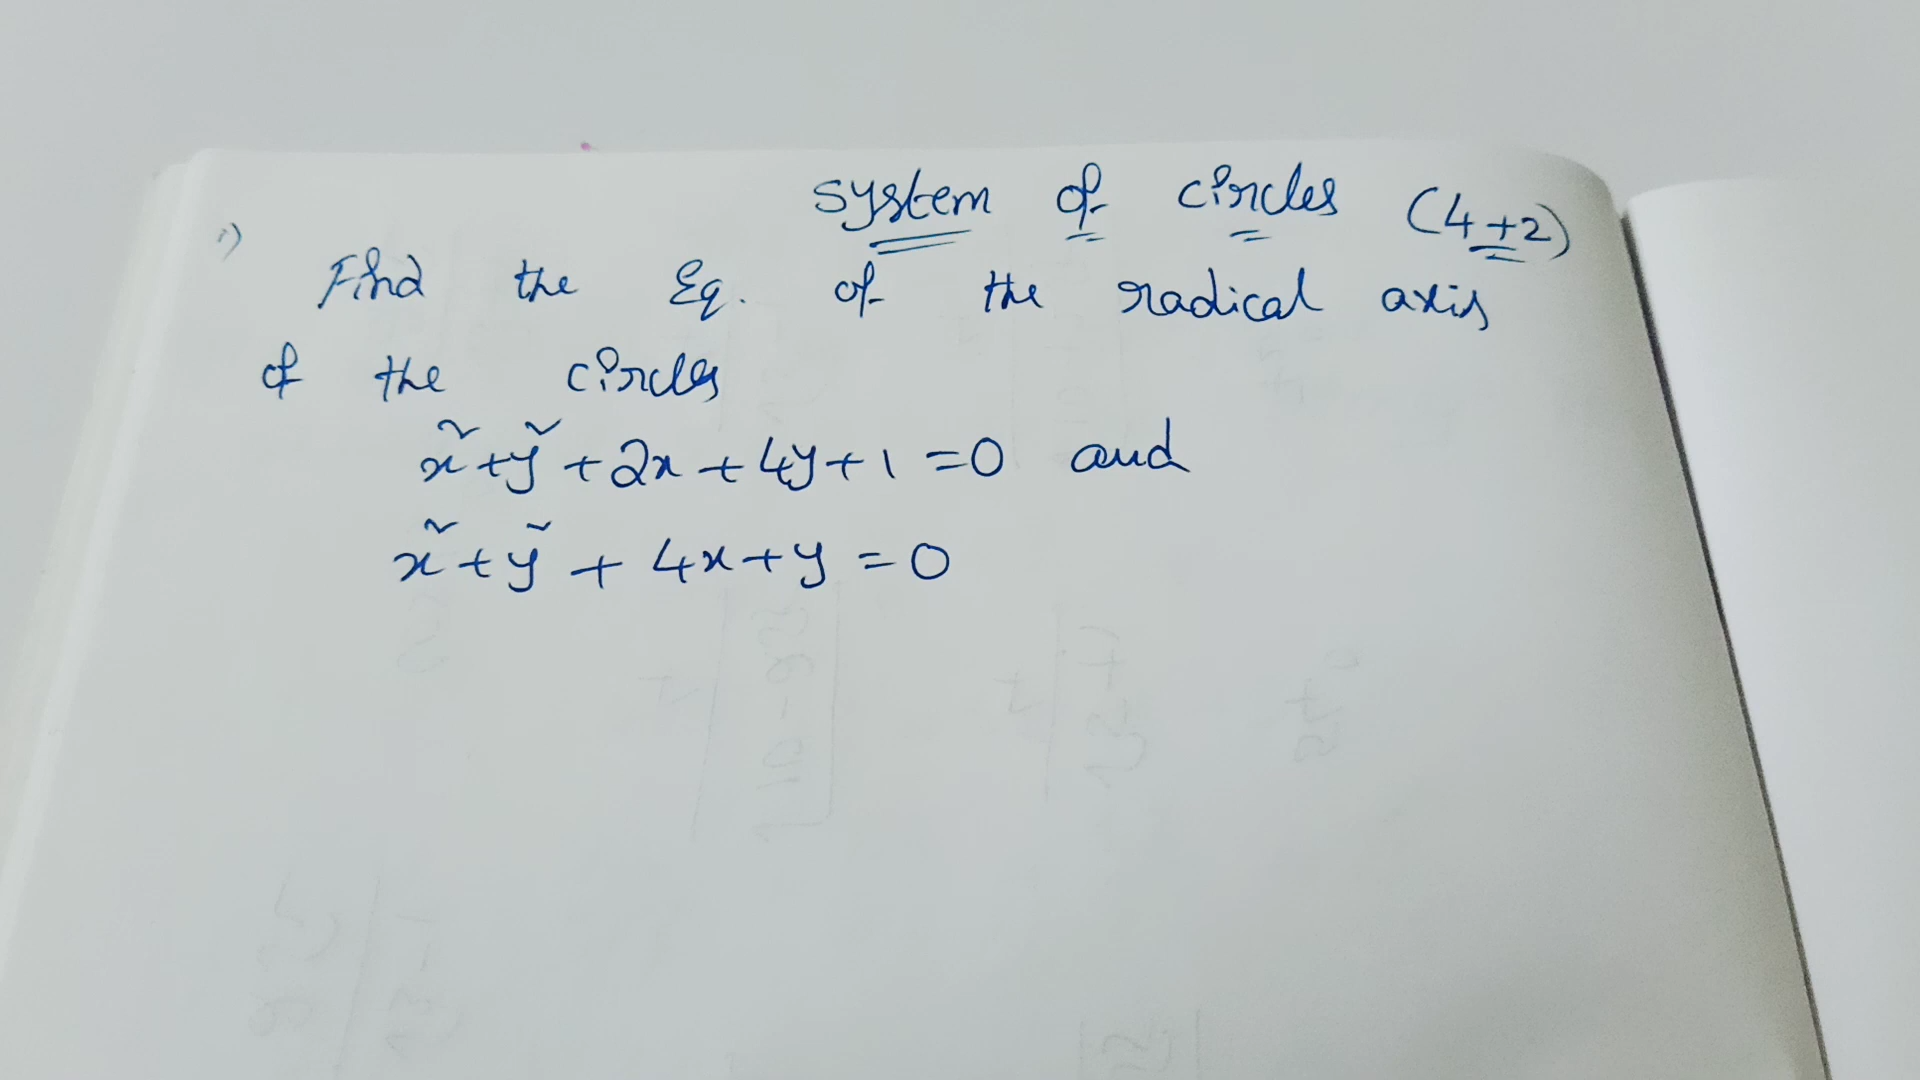 system of circles (4+2)
1) Find the Eq. of the radical axis
of the circles
x²+y²+2x+4y+1=0 and
x²+y²+4x+y=0